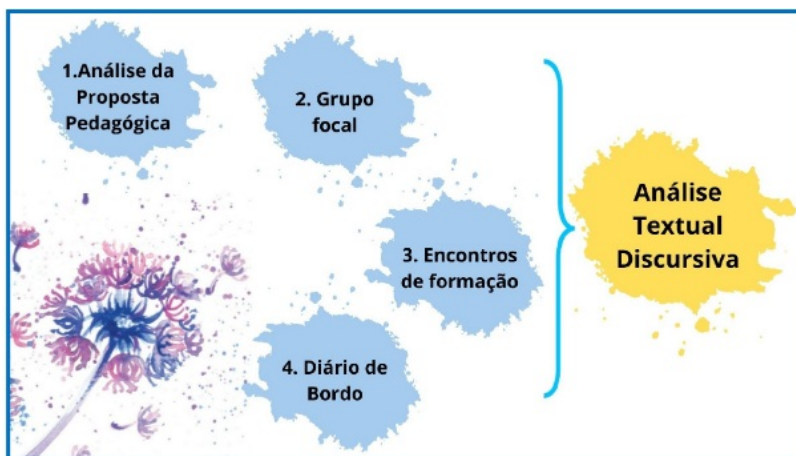 1.Análise da
Proposta
Pedagógica
2. Grupo
focal
3. Encontros
de formação
4. Diário de
Bordo
Análise
Textual
Discursiva